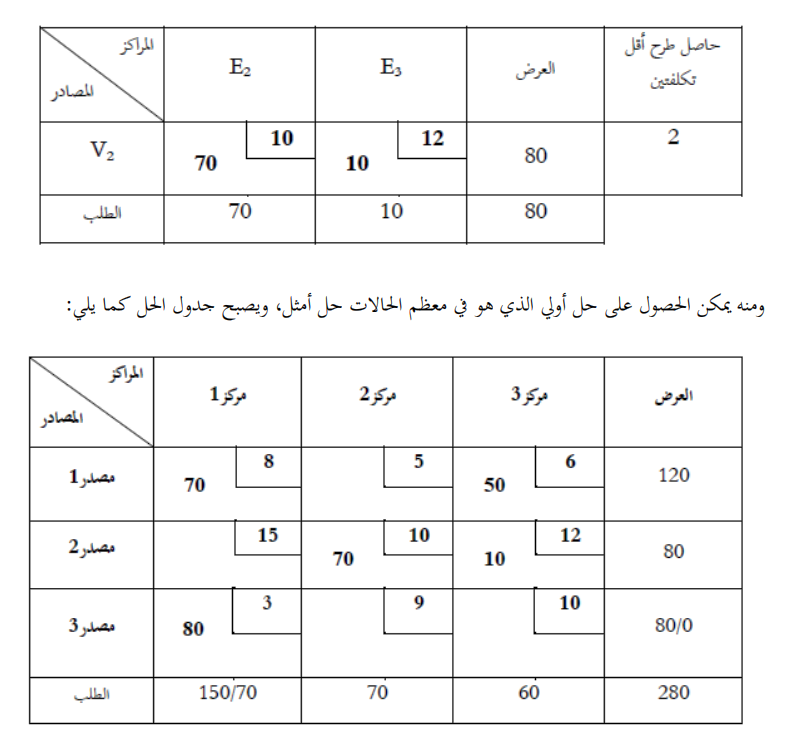 المراكز E₂ E₃ العرض حاصل طرح أقل
المصادر تكلفتين
V₂ 70 10 10 12 80 2
الطلب 70 10 80
ومنه يمكن الحصول على حل أولي الذي هو في معظم الحالات حل أمثل، ويصبح جدول الحل كما يلي:
المراكز مركز1 مركز2 مركز3 العرض
المصادر
مصدر1 70 8 5 50 6 120
مصدر2 15 70 10 10 12 80
مصدر3 80 3 9 10 80/0
الطلب 150/70 70 60 280